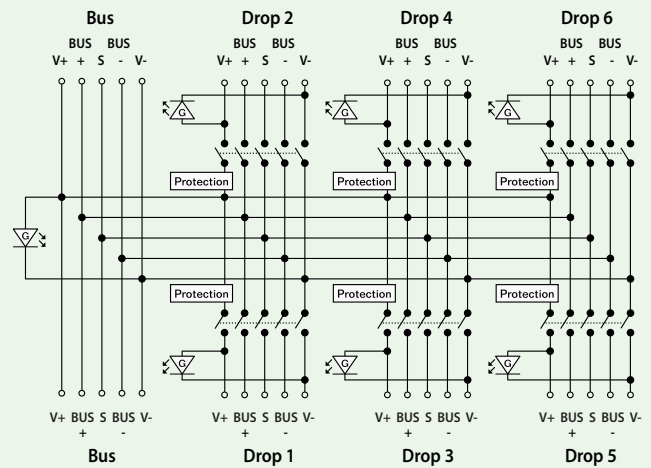 Bus Drop 2 Drop 4 Drop 6
BUS BUS BUS BUS BUS BUS BUS BUS
V+ + S - V- V+ + S - V- V+ + S - V- V+ + S - V-
G G G
Protection Protection Protection
G
Protection Protection Protection
G G G
V+ BUS S BUS V- V+ BUS S BUS V- V+ BUS S BUS V- V+ BUS S BUS V-
+ - + - + - + -
Bus Drop 1 Drop 3 Drop 5